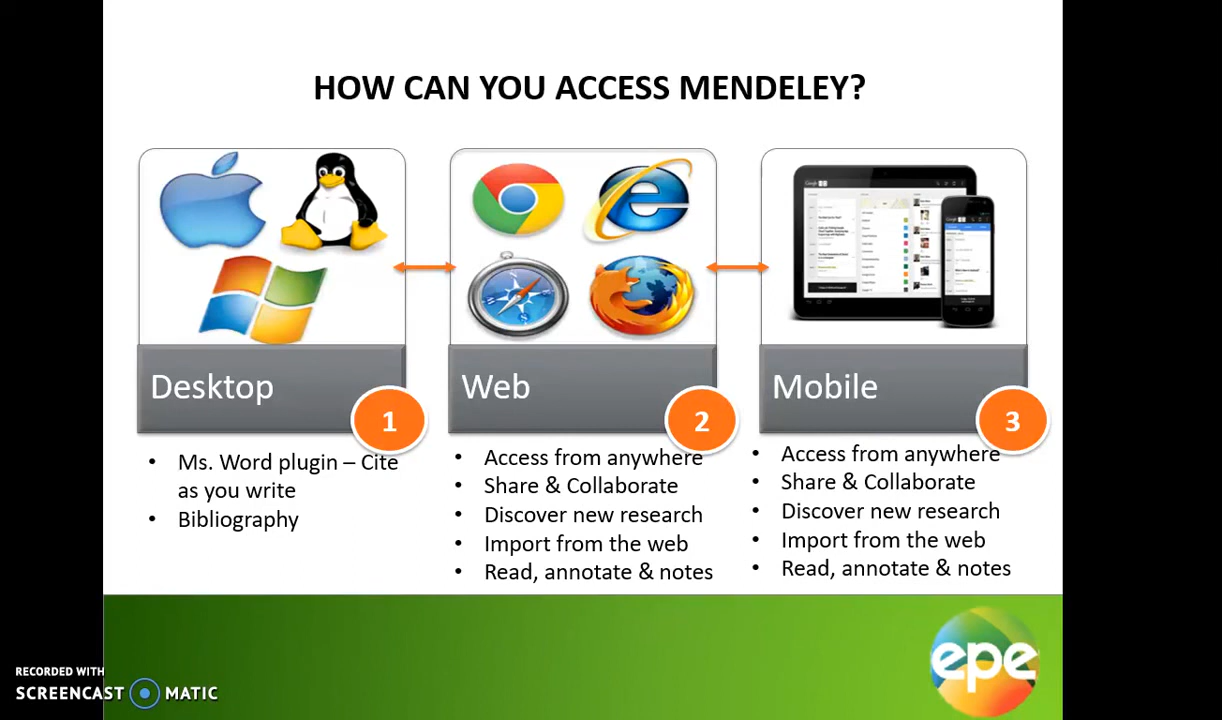 HOW CAN YOU ACCESS MENDELEY?
Desktop
1
Web
2
Mobile
3
• Ms. Word plugin – Cite
as you write
• Bibliography
• Access from anywhere
• Share & Collaborate
• Discover new research
• Import from the web
• Read, annotate & notes
• Access from anywhere
• Share & Collaborate
• Discover new research
• Import from the web
• Read, annotate & notes
epe
RECORDED WITH
SCREENCAST MATIC